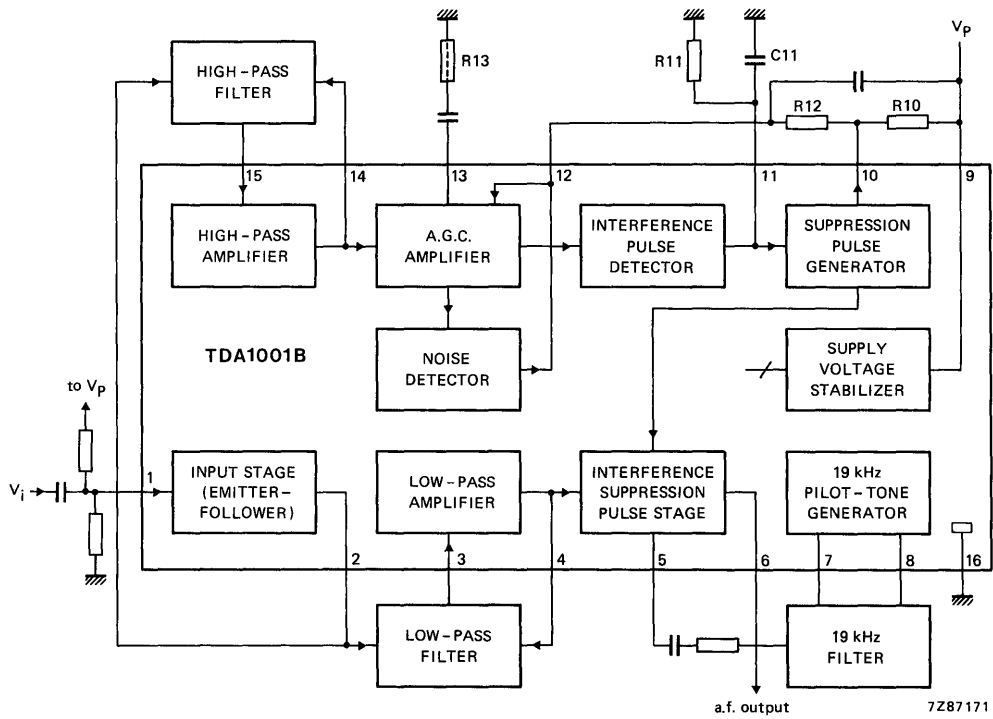 R13
R11
C11
Vp
HIGH-PASS
FILTER
R12
R10
15
14
13
12
11
10
9
HIGH-PASS
AMPLIFIER
A.G.C.
AMPLIFIER
INTERFERENCE
PULSE
DETECTOR
SUPPRESSION
PULSE
GENERATOR
TDA1001B
NOISE
DETECTOR
SUPPLY
VOLTAGE
STABILIZER
to Vp
Vi
1
INPUT STAGE
(EMITTER-
FOLLOWER)
LOW-PASS
AMPLIFIER
INTERFERENCE
SUPPRESSION
PULSE STAGE
19 kHz
PILOT-TONE
GENERATOR
2
3
4
5
6
7
8
16
LOW-PASS
FILTER
19 kHz
FILTER
a.f. output
7Z87171